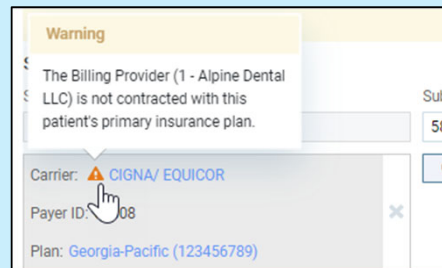 Warning
The Billing Provider (1 - Alpine Dental
LLC) is not contracted with this
patient's primary insurance plan.
Carrier: CIGNA/ EQUICOR
Payer ID: 08
Plan: Georgia-Pacific (123456789)